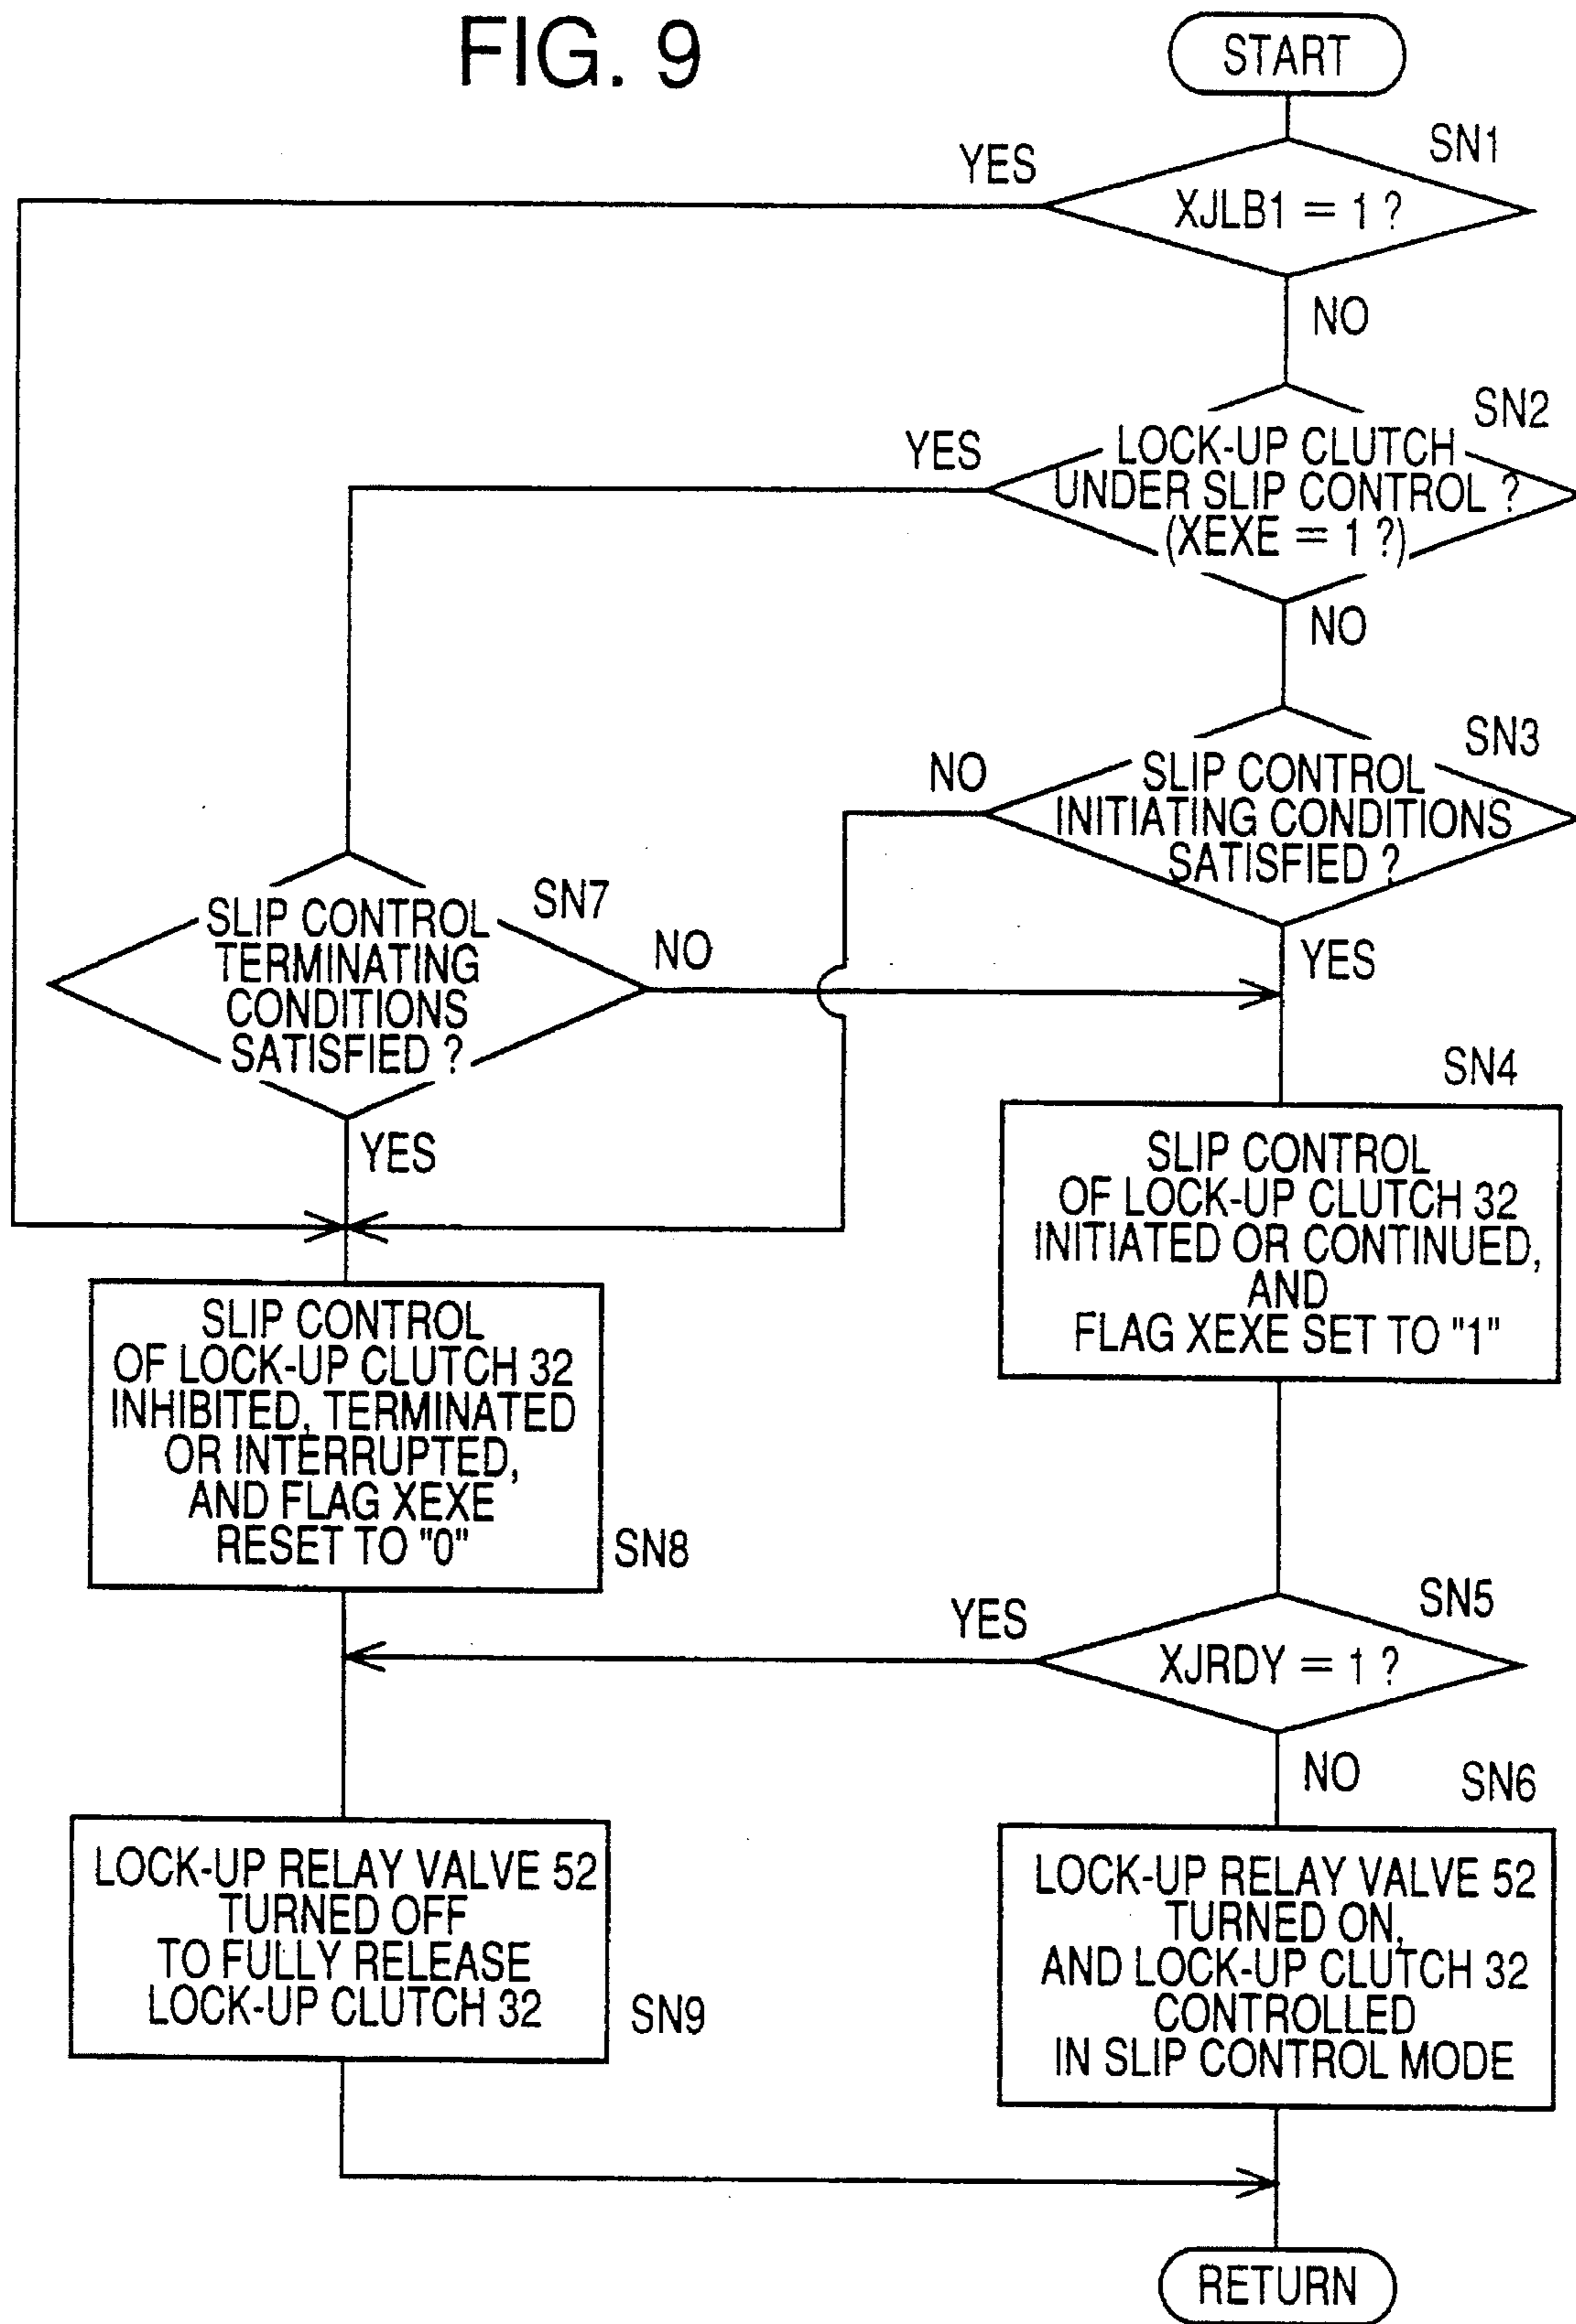 FIG. 9
START
SN1
YES
XJLB1 = 1 ?
NO
SN2
YES
LOCK-UP CLUTCH
UNDER SLIP CONTROL ?
(XEXE = 1 ?)
NO
SN3
NO
SLIP CONTROL
INITIATING CONDITIONS
SATISFIED ?
YES
SN7
SLIP CONTROL
TERMINATING
CONDITIONS
SATISFIED ?
NO
YES
SN4
SLIP CONTROL
OF LOCK-UP CLUTCH 32
INITIATED OR CONTINUED,
AND
FLAG XEXE SET TO "1"
SLIP CONTROL
OF LOCK-UP CLUTCH 32
INHIBITED, TERMINATED
OR INTERRUPTED,
AND FLAG XEXE
RESET TO "0"
SN8
SN5
YES
XJRDY = 1 ?
NO
SN6
LOCK-UP RELAY VALVE 52
TURNED OFF
TO FULLY RELEASE
LOCK-UP CLUTCH 32
SN9
LOCK-UP RELAY VALVE 52
TURNED ON,
AND LOCK-UP CLUTCH 32
CONTROLLED
IN SLIP CONTROL MODE
RETURN